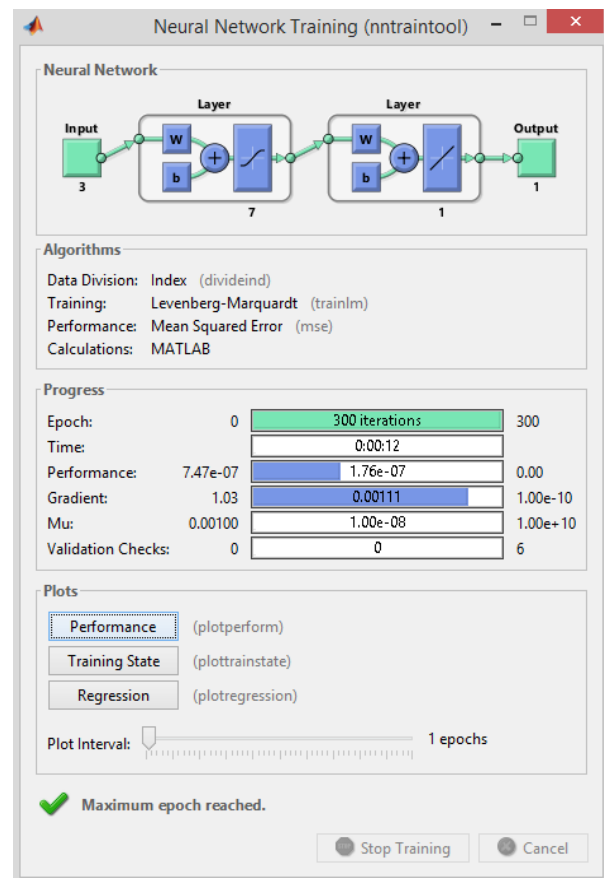 Neural Network Training (nntraintool)
Neural Network
Layer Layer
Input Output
W W
b b
3 7 1 1
Algorithms
Data Division: Index (divideind)
Training: Levenberg-Marquardt (trainlm)
Performance: Mean Squared Error (mse)
Calculations: MATLAB
Progress
Epoch: 0 300 iterations 300
Time: 0:00:12
Performance: 7.47e-07 1.76e-07 0.00
Gradient: 1.03 0.00111 1.00e-10
Mu: 0.00100 1.00e-08 1.00e+10
Validation Checks: 0 0 6
Plots
Performance (plotperform)
Training State (plottrainstate)
Regression (plotregression)
Plot Interval: 1 epochs
Maximum epoch reached.
Stop Training Cancel